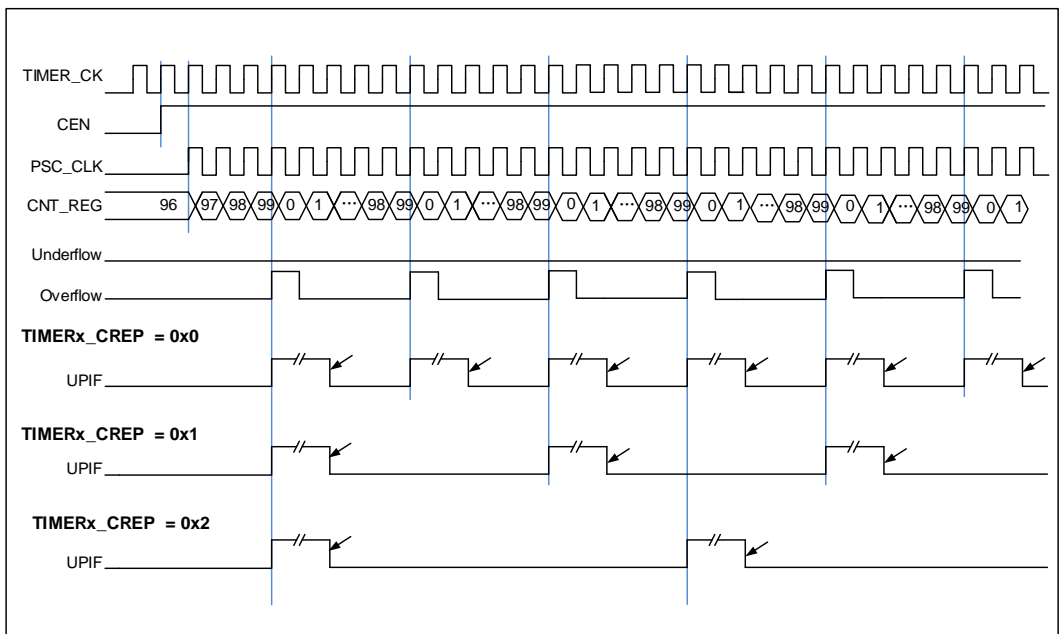 TIMER_CK
CEN
PSC_CLK
CNT_REG 96 97 98 99 0 1 ... 98 99 0 1 ... 98 99 0 1 ... 98 99 0 1 ... 98 99 0 1 ... 98 99 0 1
Underflow
Overflow
TIMERx_CREP = 0x0
UPIF
TIMERx_CREP = 0x1
UPIF
TIMERx_CREP = 0x2
UPIF